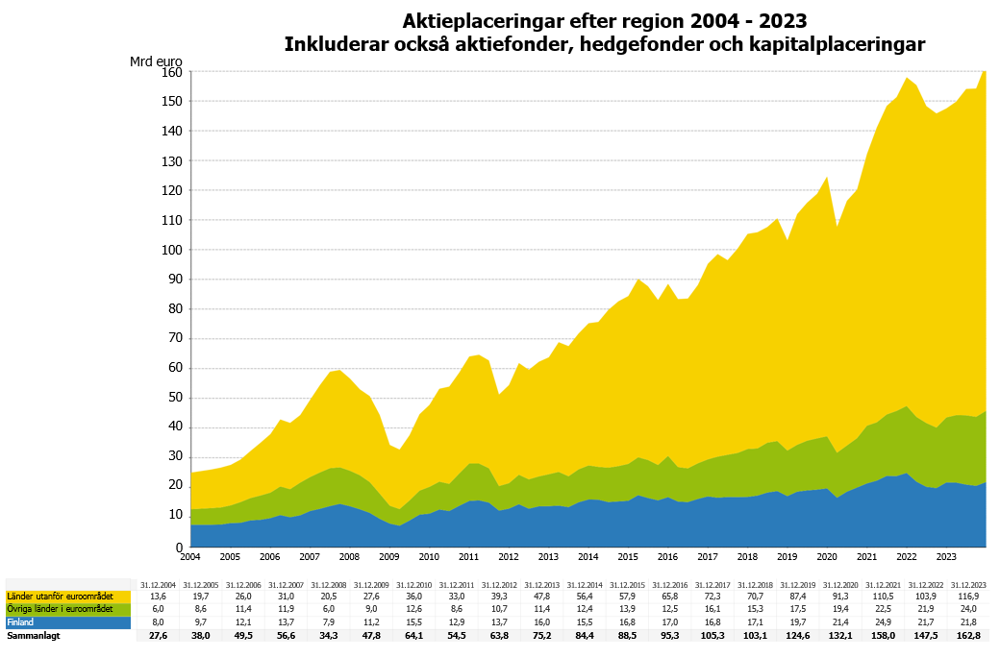 Aktieplaceringar efter region 2004 - 2023
Inkluderar också aktiefonder, hedgefonder och kapitalplaceringar
Mrd euro
160
150
140
130
120
110
100
90
80
70
60
50
40
30
20
10
0
2004 2005 2006 2007 2008 2009 2010 2011 2012 2013 2014 2015 2016 2017 2018 2019 2020 2021 2022 2023
31.12.2004 31.12.2005 31.12.2006 31.12.2007 31.12.2008 31.12.2009 31.12.2010 31.12.2011 31.12.2012 31.12.2013 31.12.2014 31.12.2015 31.12.2016 31.12.2017 31.12.2018 31.12.2019 31.12.2020 31.12.2021 31.12.2022 31.12.2023
Länder utanför euroområdet 13,6 19,7 26,0 31,0 20,5 27,6 36,0 33,0 39,3 47,8 56,4 57,9 65,8 72,3 70,7 87,4 91,3 110,5 103,9 116,9
Övriga länder i euroområdet 6,0 8,6 11,4 11,9 6,0 9,0 12,6 8,6 10,7 11,4 12,4 13,9 12,5 16,1 15,3 17,5 19,4 22,5 21,9 24,0
Finland 8,0 9,7 12,1 13,7 7,9 11,2 15,5 12,9 13,7 16,0 15,5 16,8 17,0 16,8 17,1 19,7 21,4 24,9 21,7 21,8
Sammanlagt 27,6 38,0 49,5 56,6 34,3 47,8 64,1 54,5 63,8 75,2 84,4 88,5 95,3 105,3 103,1 124,6 132,1 158,0 147,5 162,8